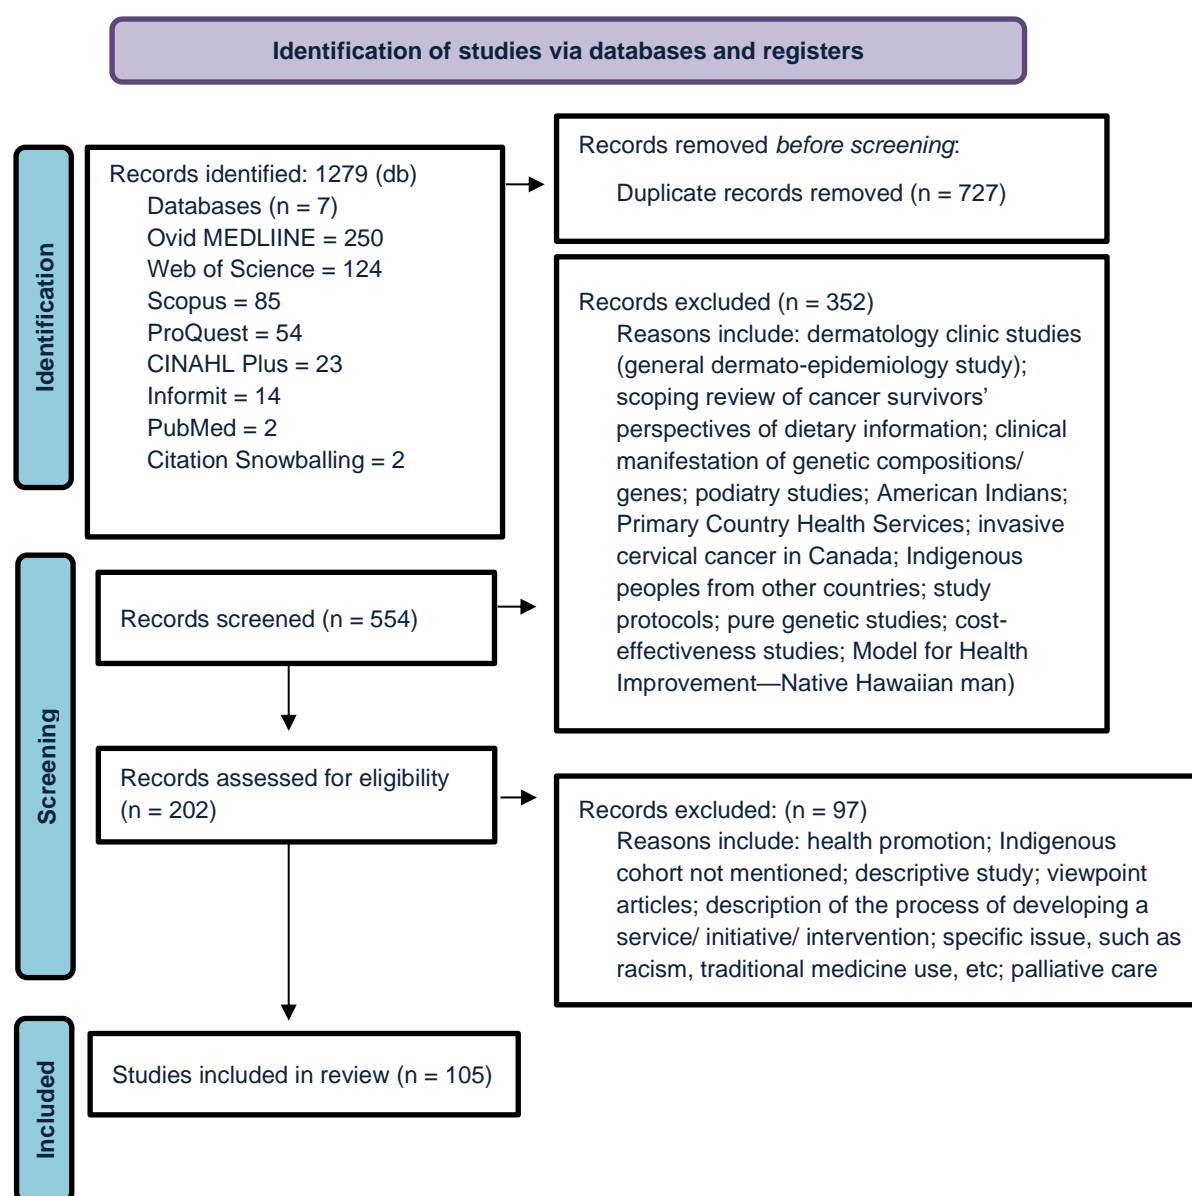 Identification of studies via databases and registers
Identification
Records identified: 1279 (db)
Databases (n = 7)
Ovid MEDLIINE = 250
Web of Science = 124
Scopus = 85
ProQuest = 54
CINAHL Plus = 23
Informit = 14
PubMed = 2
Citation Snowballing = 2
Records removed before screening:
Duplicate records removed (n = 727)
Screening
Records screened (n = 554)
Records excluded (n = 352)
Reasons include: dermatology clinic studies
(general dermato-epidemiology study);
scoping review of cancer survivors’
perspectives of dietary information; clinical
manifestation of genetic compositions/
genes; podiatry studies; American Indians;
Primary Country Health Services; invasive
cervical cancer in Canada; Indigenous
peoples from other countries; study
protocols; pure genetic studies; cost-
effectiveness studies; Model for Health
Improvement—Native Hawaiian man)
Records assessed for eligibility
(n = 202)
Records excluded: (n = 97)
Reasons include: health promotion; Indigenous
cohort not mentioned; descriptive study; viewpoint
articles; description of the process of developing a
service/ initiative/ intervention; specific issue, such as
racism, traditional medicine use, etc; palliative care
Included
Studies included in review (n = 105)